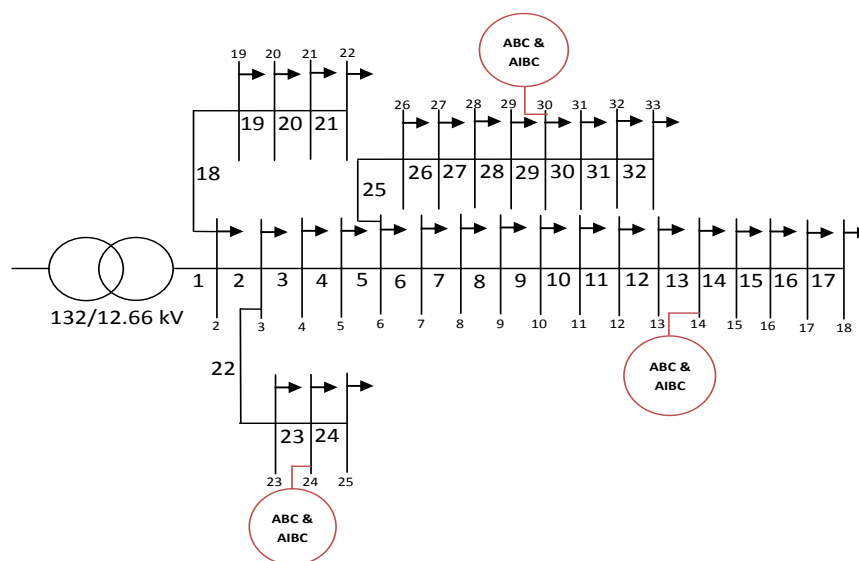 ABC &
AIBC
19 20 21 22
26 27 28 29 30 31 32 33
19 20 21
18
26 27 28 29 30 31 32
25
1 2 3 4 5 6 7 8 9 10 11 12 13 14 15 16 17
132/12.66 kV
2 3 4 5 6 7 8 9 10 11 12 13 14 15 16 17 18
22
ABC &
AIBC
23 24
23 24 25
ABC &
AIBC